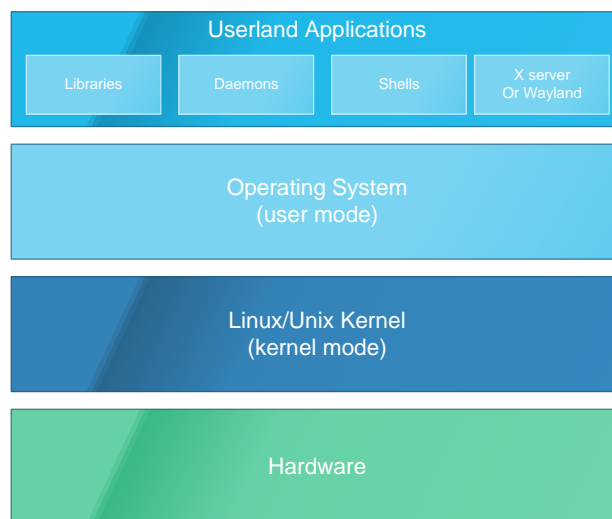 Userland Applications
Libraries
Daemons
Shells
X server
Or Wayland
Operating System
(user mode)
Linux/Unix Kernel
(kernel mode)
Hardware